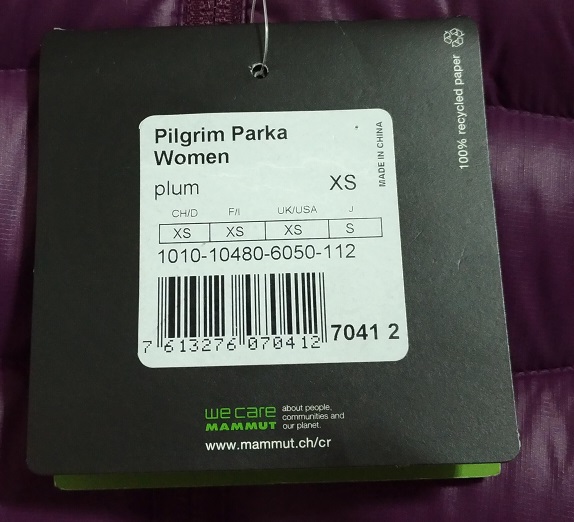 100% recycled paper
Pilgrim Parka
Women
MADE IN CHINA
plum XS
CH/D F/I UK/USA J
XS XS XS S
1010-10480-6050-112
7 613276 070412 7041 2
we care about people,
communities and
MAMMUT our planet.
www.mammut.ch/cr